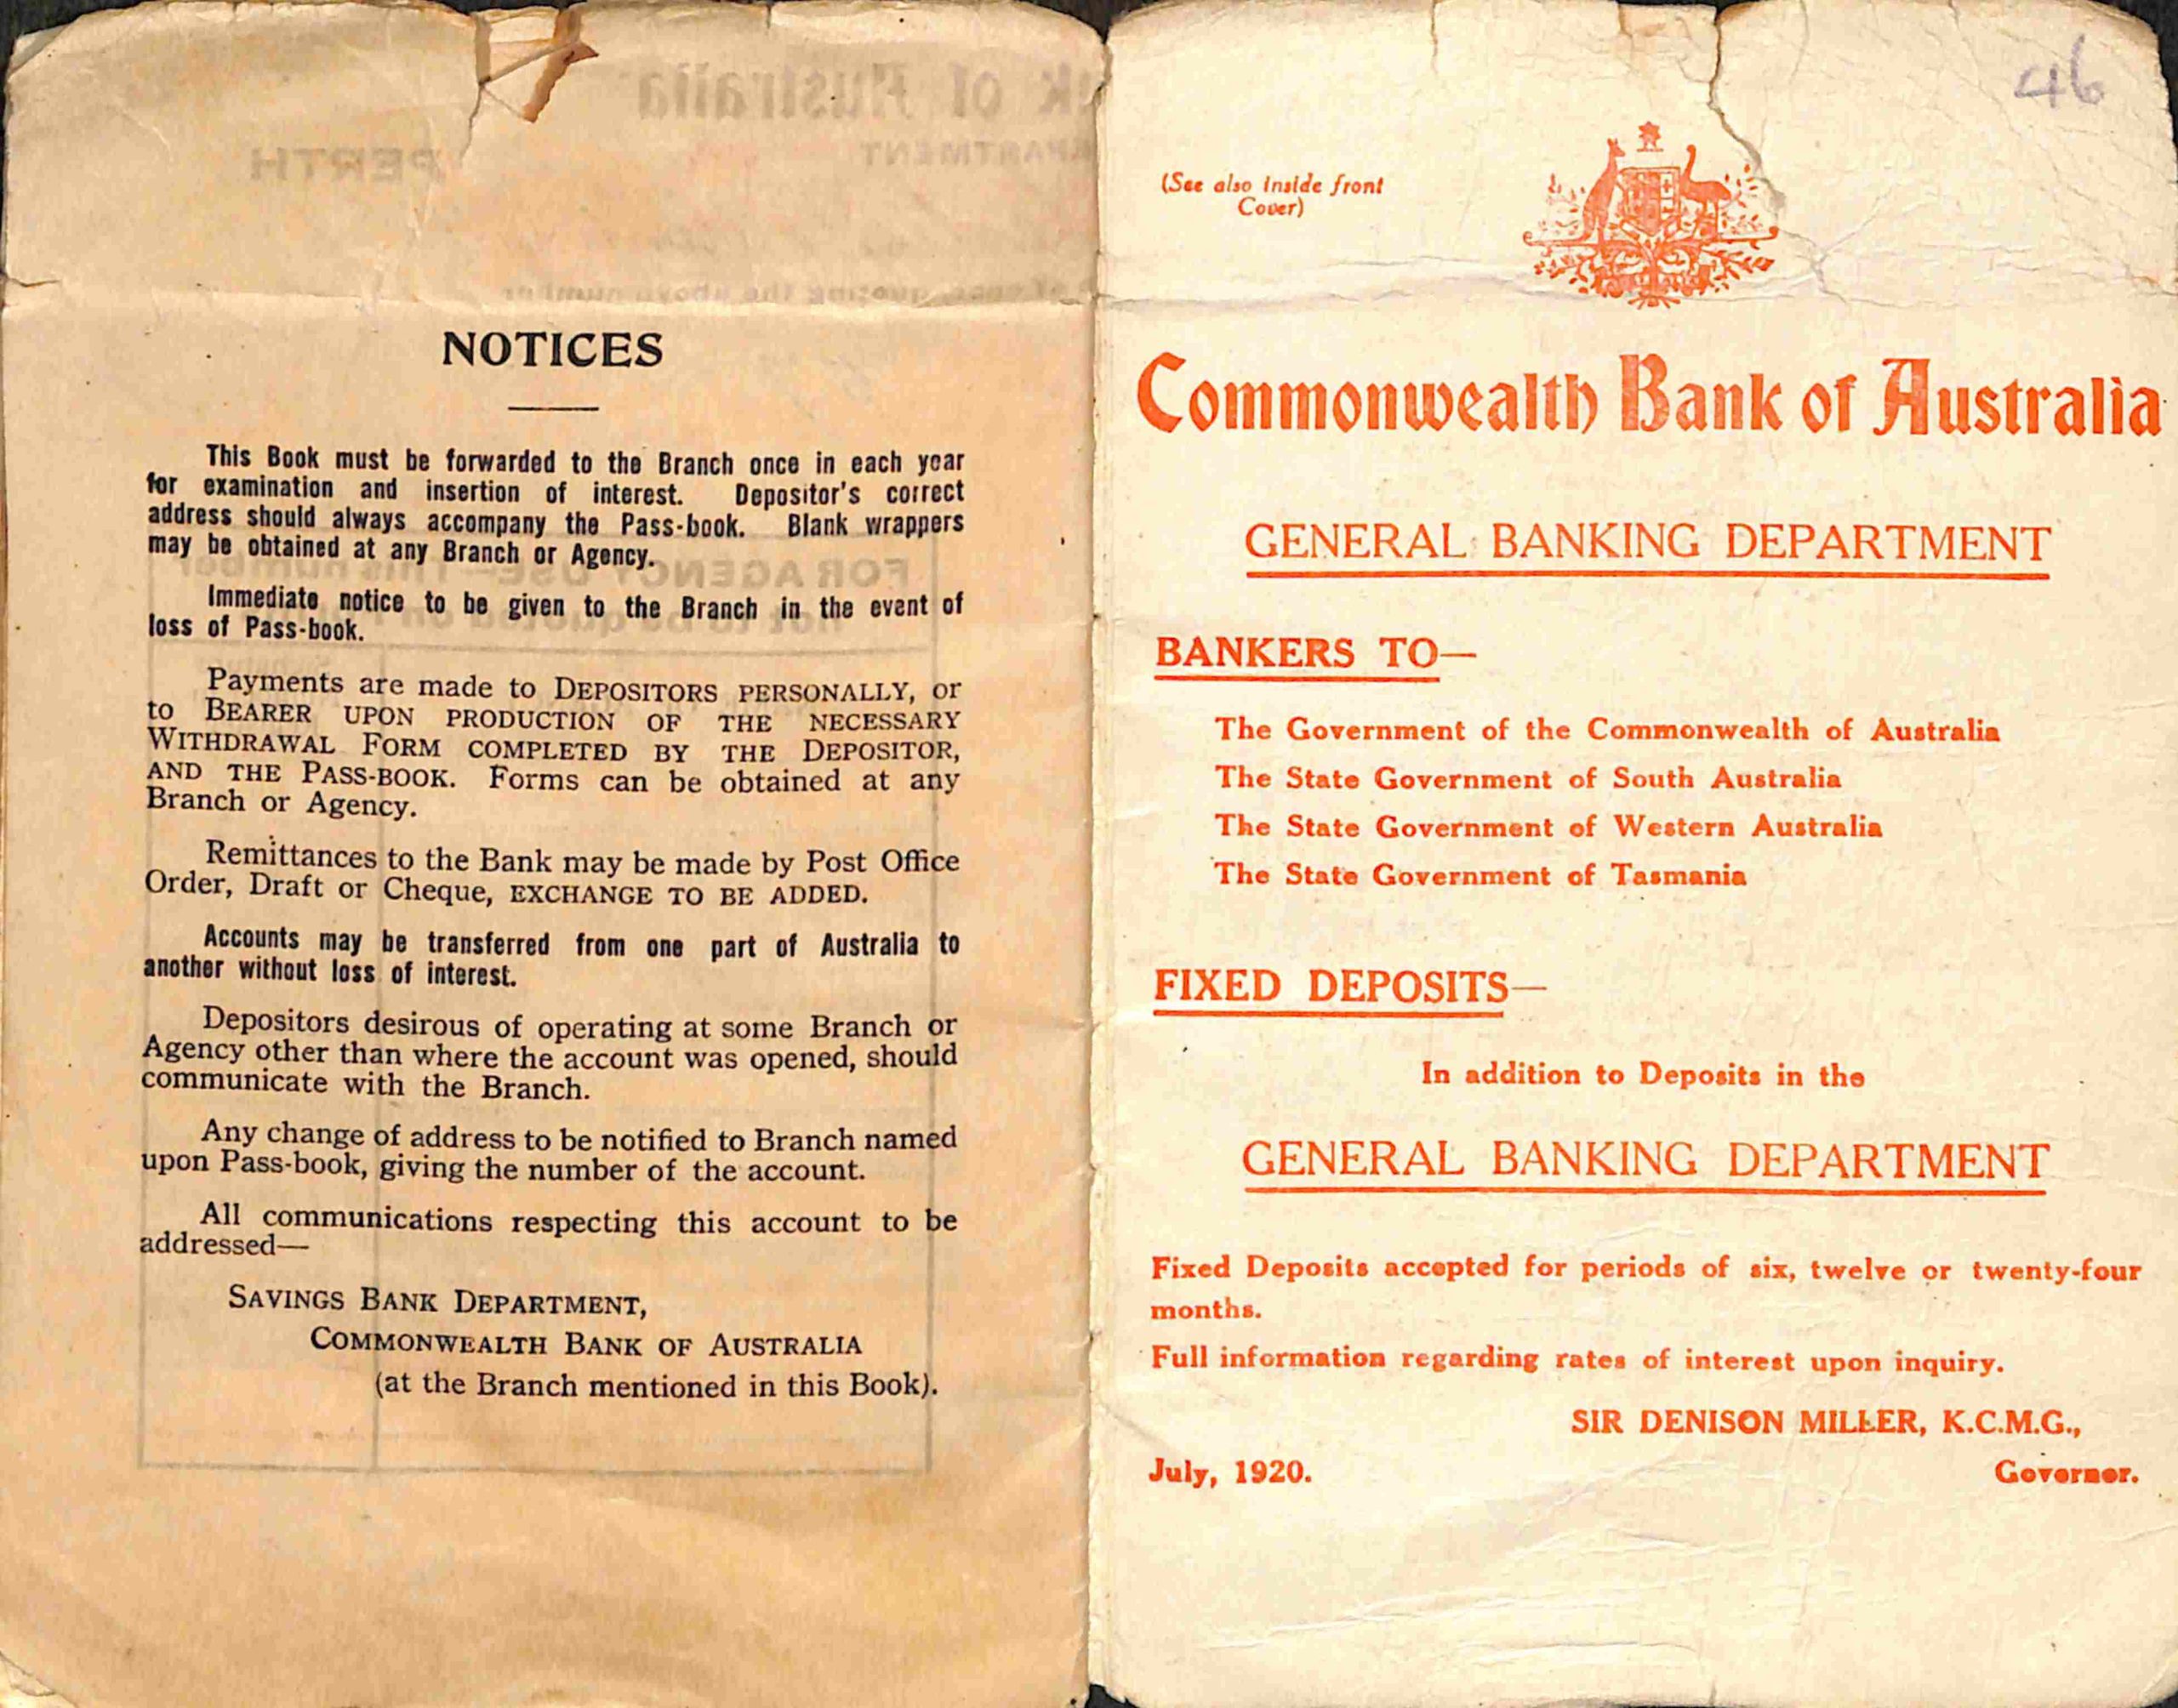 NOTICES
This Book must be forwarded to the Branch once in each year
for examination and insertion of interest. Depositor's correct
address should always accompany the Pass-book. Blank wrappers
may be obtained at any Branch or Agency.
Immediate notice to be given to the Branch in the event of
loss of Pass-book.
Payments are made to DEPOSITORS PERSONALLY, or
to BEARER UPON PRODUCTION OF THE NECESSARY
WITHDRAWAL FORM COMPLETED BY THE DEPOSITOR,
AND THE PASS-BOOK. Forms can be obtained at any
Branch or Agency.
Remittances to the Bank may be made by Post Office
Order, Draft or Cheque, EXCHANGE TO BE ADDED.
Accounts may be transferred from one part of Australia to
another without loss of interest.
Depositors desirous of operating at some Branch or
Agency other than where the account was opened, should
communicate with the Branch.
Any change of address to be notified to Branch named
upon Pass-book, giving the number of the account.
All communications respecting this account to be
addressed—
SAVINGS BANK DEPARTMENT,
COMMONWEALTH BANK OF AUSTRALIA
(at the Branch mentioned in this Book).
46
(See also inside front
Cover)
Commonwealth Bank of Australia
GENERAL BANKING DEPARTMENT
BANKERS TO—
The Government of the Commonwealth of Australia
The State Government of South Australia
The State Government of Western Australia
The State Government of Tasmania
FIXED DEPOSITS—
In addition to Deposits in the
GENERAL BANKING DEPARTMENT
Fixed Deposits accepted for periods of six, twelve or twenty-four
months.
Full information regarding rates of interest upon inquiry.
SIR DENISON MILLER, K.C.M.G.,
July, 1920. Governor.